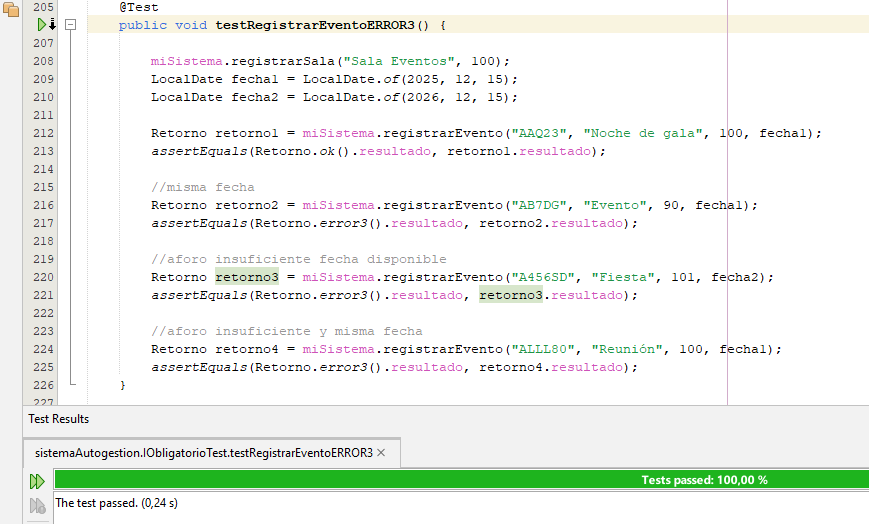 205 @Test
public void testRegistrarEventoERROR3() {
207
208 miSistema.registrarSala("Sala Eventos", 100);
209 LocalDate fecha1 = LocalDate.of(2025, 12, 15);
210 LocalDate fecha2 = LocalDate.of(2026, 12, 15);
211
212 Retorno retorno1 = miSistema.registrarEvento("AAQ23", "Noche de gala", 100, fecha1);
213 assertEquals(Retorno.ok().resultado, retorno1.resultado);
214
215 //misma fecha
216 Retorno retorno2 = miSistema.registrarEvento("AB7DG", "Evento", 90, fecha1);
217 assertEquals(Retorno.error3().resultado, retorno2.resultado);
218
219 //aforo insuficiente fecha disponible
220 Retorno retorno3 = miSistema.registrarEvento("A456SD", "Fiesta", 101, fecha2);
221 assertEquals(Retorno.error3().resultado, retorno3.resultado);
222
223 //aforo insuficiente y misma fecha
224 Retorno retorno4 = miSistema.registrarEvento("ALLL80", "Reunión", 100, fecha1);
225 assertEquals(Retorno.error3().resultado, retorno4.resultado);
226 }
227
Test Results
sistemaAutogestion.IObligatorioTest.testRegistrarEventoERROR3 ×
Tests passed: 100,00 %
The test passed. (0,24 s)